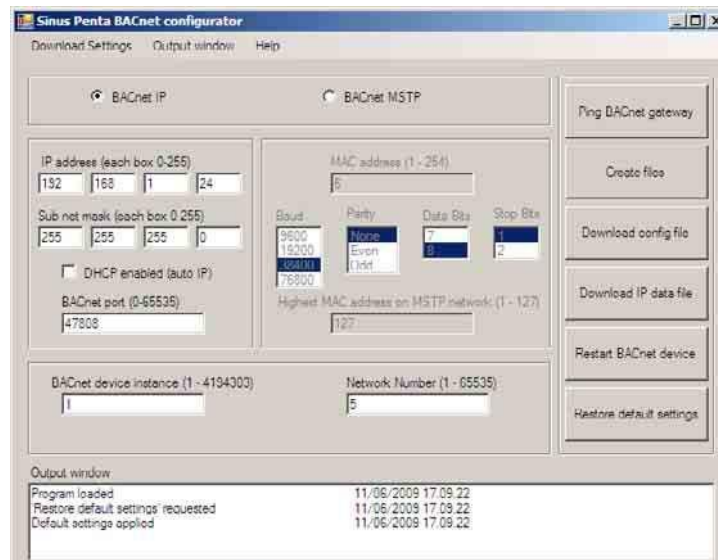 Sinus Penta BACnet configurator
Download Settings Output window Help
BACnet IP BACnet MSTP
Ping BACnet gateway
Create files
Download config file
Download IP data file
Restart BACnet device
Restore default settings
IP address (each box 0-255)
192 168 1 24
Sub net mask (each box 0-255)
255 255 255 0
DHCP enabled (auto IP)
BACnet port (0-65535)
47808
MAC address (1 - 254)
6
Baud
9600
19200
38400
76800
Parity
None
Even
Odd
Data Bits
7
8
Stop Bits
1
2
Highest MAC address on MSTP network (1 - 127)
127
BACnet device instance (1 - 4194303)
1
Network Number (1 - 65535)
5
Output window
Program loaded 11/06/2009 17.09.22
'Restore default settings' requested 11/06/2009 17.09.22
Default settings applied 11/06/2009 17.09.22